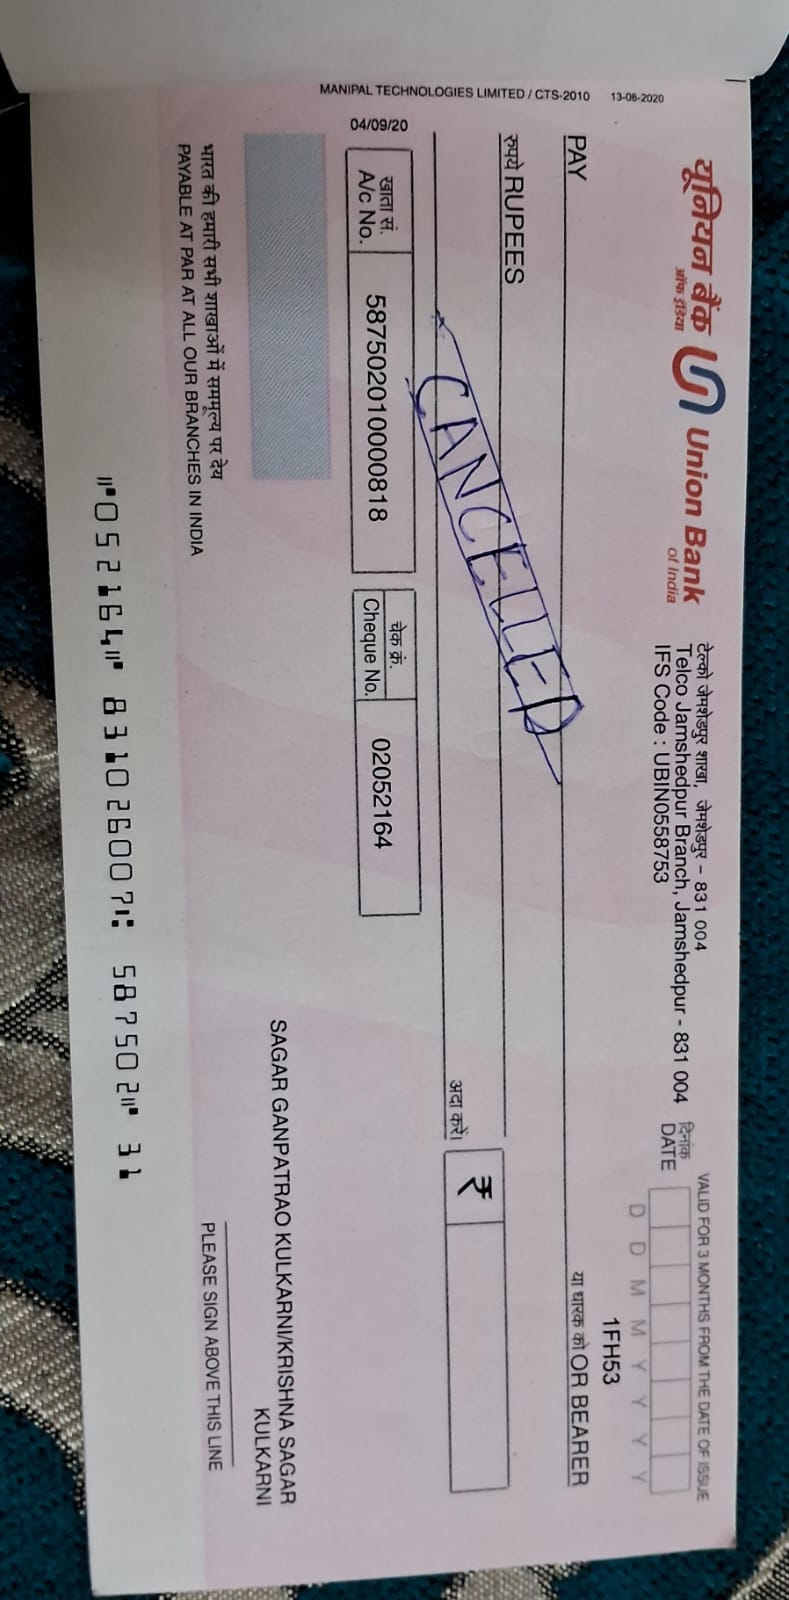 MANIPAL TECHNOLOGIES LIMITED / CTS-2010 13-08-2020
यूनियन बैंक
ऑफ इंडिया
Union Bank
of India
टेल्को जेमशेडपुर शाखा, जेमशेडपुर - 831 004
Telco Jamshedpur Branch, Jamshedpur - 831 004
IFS Code : UBIN0558753
VALID FOR 3 MONTHS FROM THE DATE OF ISSUE
दिनांक
DATE
D D M M Y Y Y Y
1FH53
PAY
या धारक को OR BEARER
रुपये RUPEES
CANCELLED
अदा करें।
₹
04/09/20
खाता सं.
A/c No.
587502010000818
चेक क्रं.
Cheque No.
02052164
SAGAR GANPATRAO KULKARNI/KRISHNA SAGAR
KULKARNI
भारत की हमारी सभी शाखाओं में सममूल्य पर देय
PAYABLE AT PAR AT ALL OUR BRANCHES IN INDIA
PLEASE SIGN ABOVE THIS LINE
⑈052164⑈ 831026007⑆ 587502⑈ 31